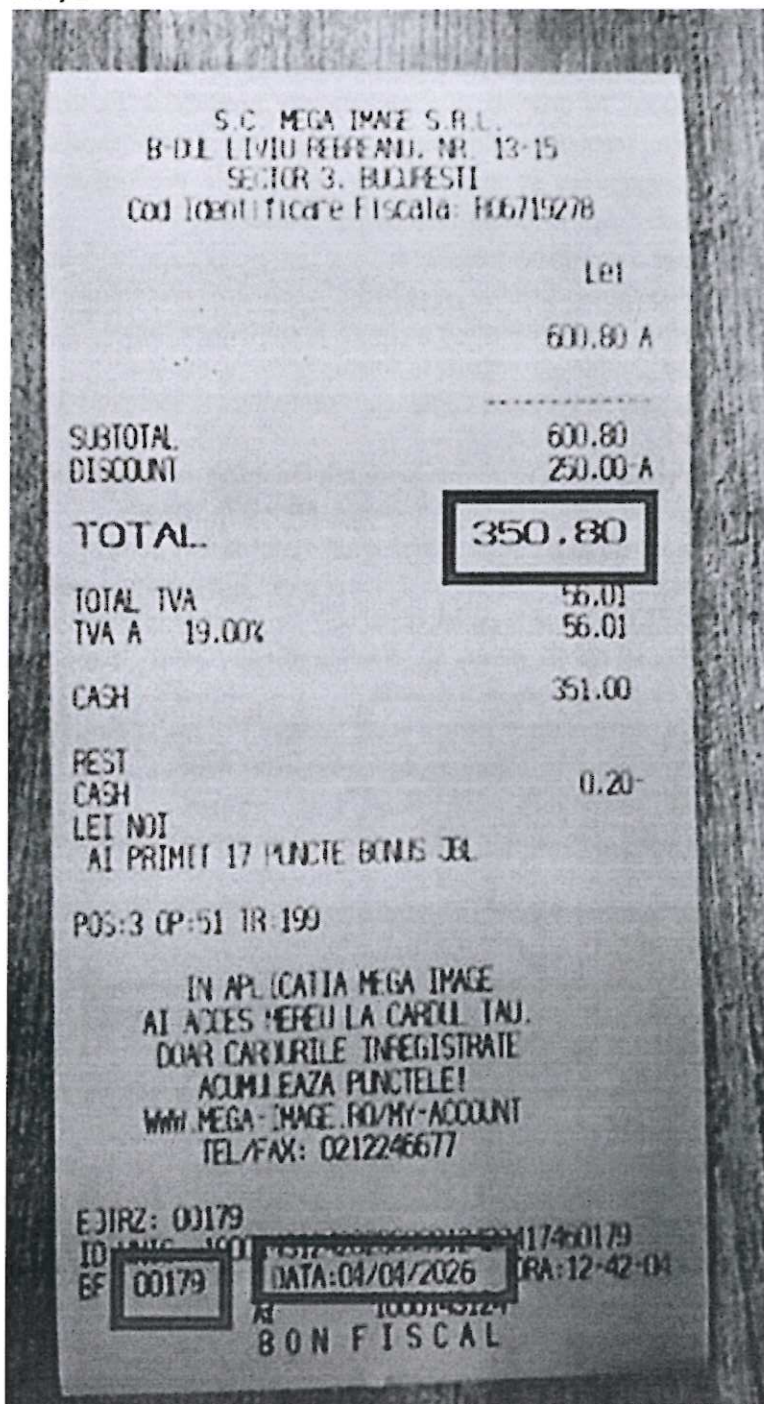 S.C MEGA IMAGE S.R.L.
B-DUL LIVIU REBREANU. NR. 13-15
SECTOR 3. BUCURESTI
Cod Identificare Fiscala: RO6719278
Lei
600.80 A
SUBTOTAL 600.80
DISCOUNT 250.00-A
TOTAL 350.80
TOTAL TVA 56.01
TVA A 19.00% 56.01
CASH 351.00
REST
CASH 0.20-
LEI NOI
AI PRIMIT 17 PUNCTE BONUS
POS:3 OP:51 TR:199
IN APLICATIA MEGA IMAGE
AI ACCES MEREU LA CARDUL TAU.
DOAR CARDURILE INREGISTRATE
ACUMULEAZA PUNCTELE!
WWW.MEGA-IMAGE.RO/MY-ACCOUNT
TEL/FAX: 0212246677
00179
ID
BF 00179 DATA:04/04/2026 ORA:12-42-04
BON FISCAL